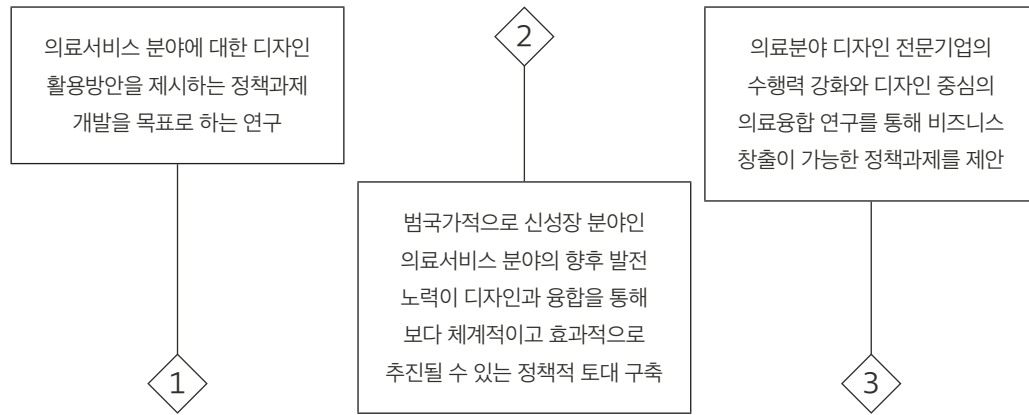 의료서비스 분야에 대한 디자인
활용방안을 제시하는 정책과제
개발을 목표로 하는 연구
1
2
범국가적으로 신성장 분야인
의료서비스 분야의 향후 발전
노력이 디자인과 융합을 통해
보다 체계적이고 효과적으로
추진될 수 있는 정책적 토대 구축
의료분야 디자인 전문기업의
수행력 강화와 디자인 중심의
의료융합 연구를 통해 비즈니스
창출이 가능한 정책과제를 제안
3